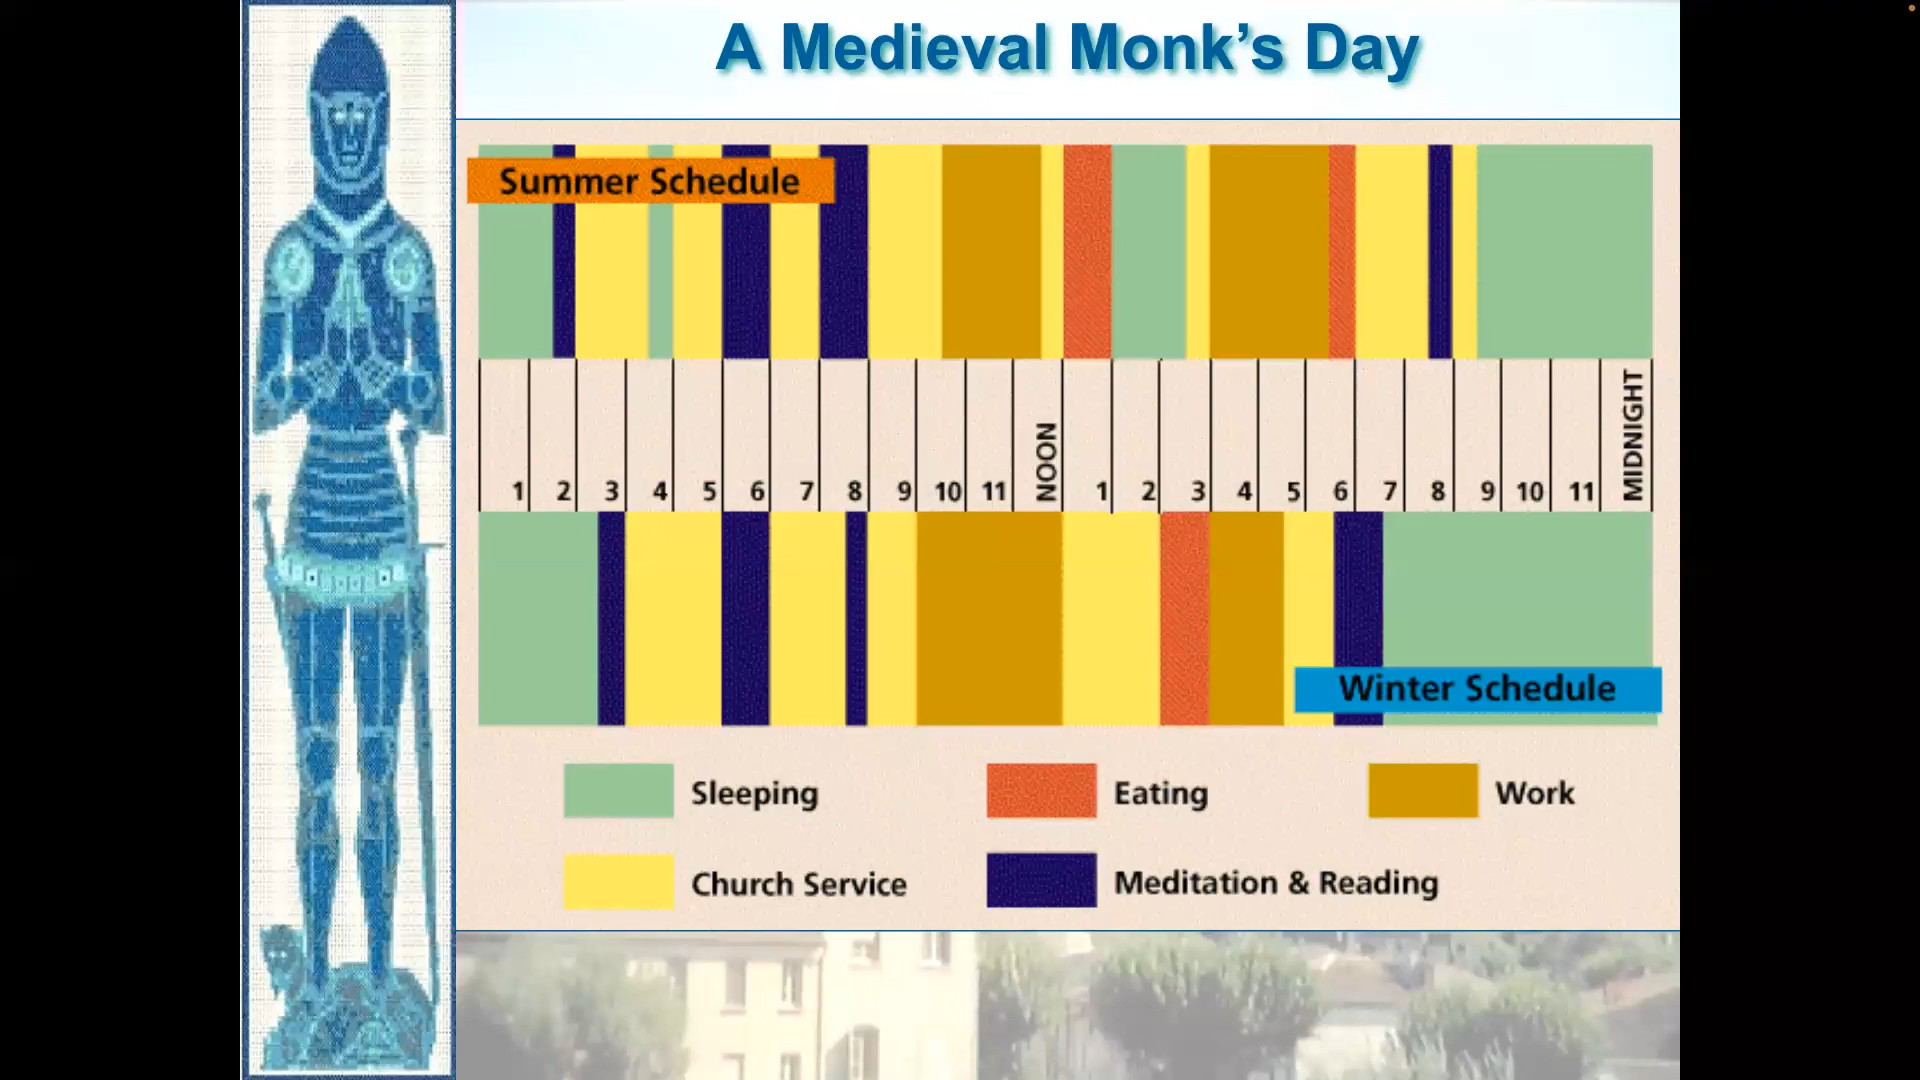 A Medieval Monk’s Day
Summer Schedule
1 2 3 4 5 6 7 8 9 10 11 NOON 1 2 3 4 5 6 7 8 9 10 11 MIDNIGHT
Winter Schedule
Sleeping Eating Work
Church Service Meditation & Reading